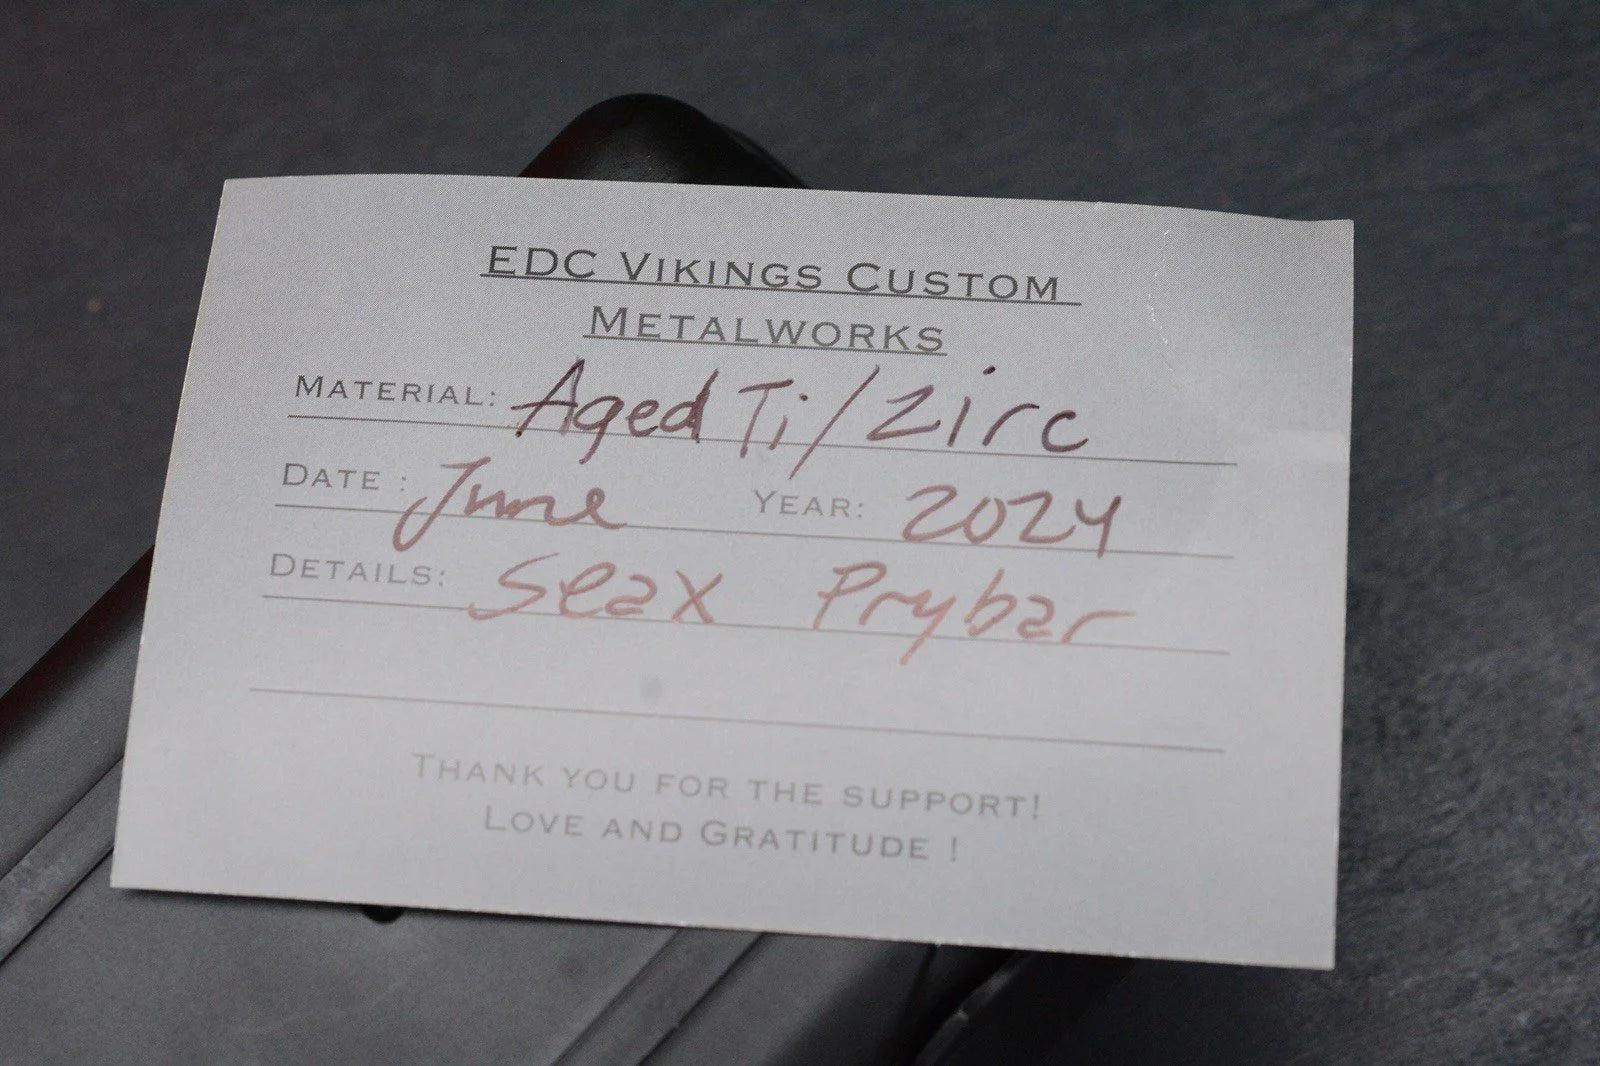 EDC VIKINGS CUSTOM
METALWORKS
MATERIAL: Aged Ti/Zirc
DATE : June YEAR: 2024
DETAILS: Seax Prybar
THANK YOU FOR THE SUPPORT!
LOVE AND GRATITUDE !